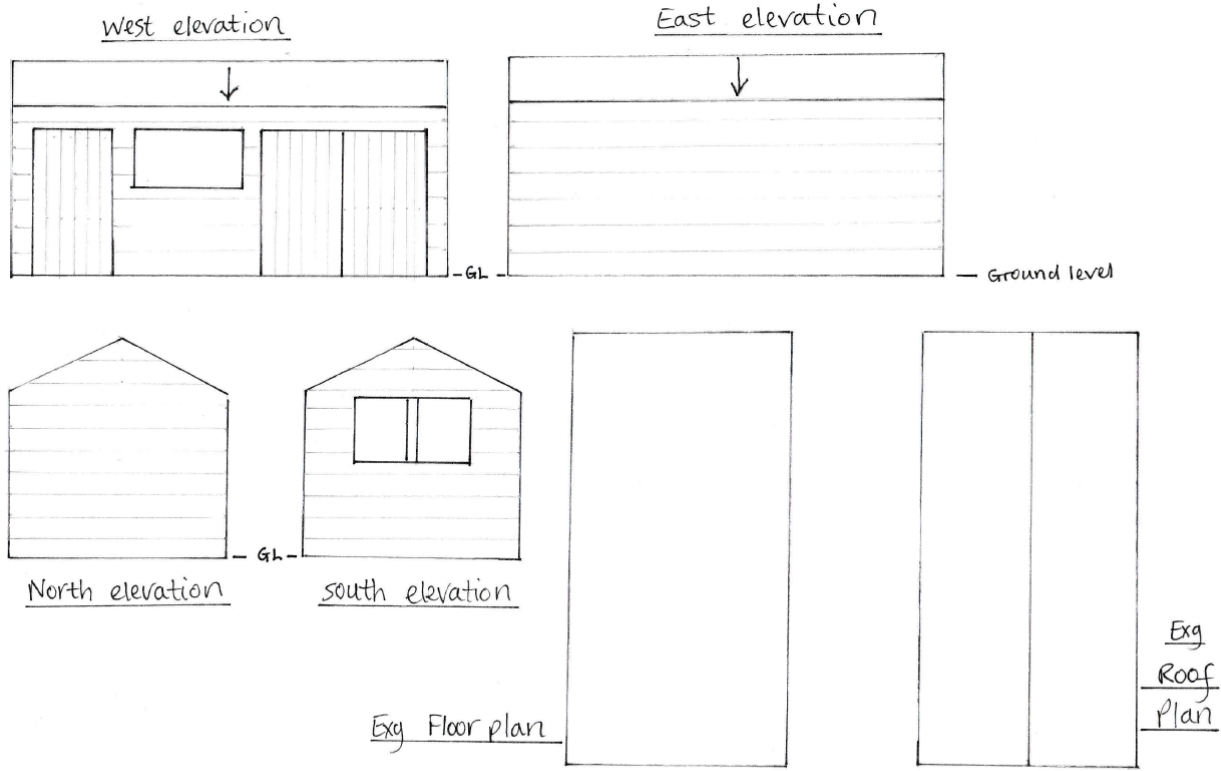 West elevation
East elevation
GL
Ground level
GL
North elevation
south elevation
Exg
Roof
Plan
Exg Floor plan